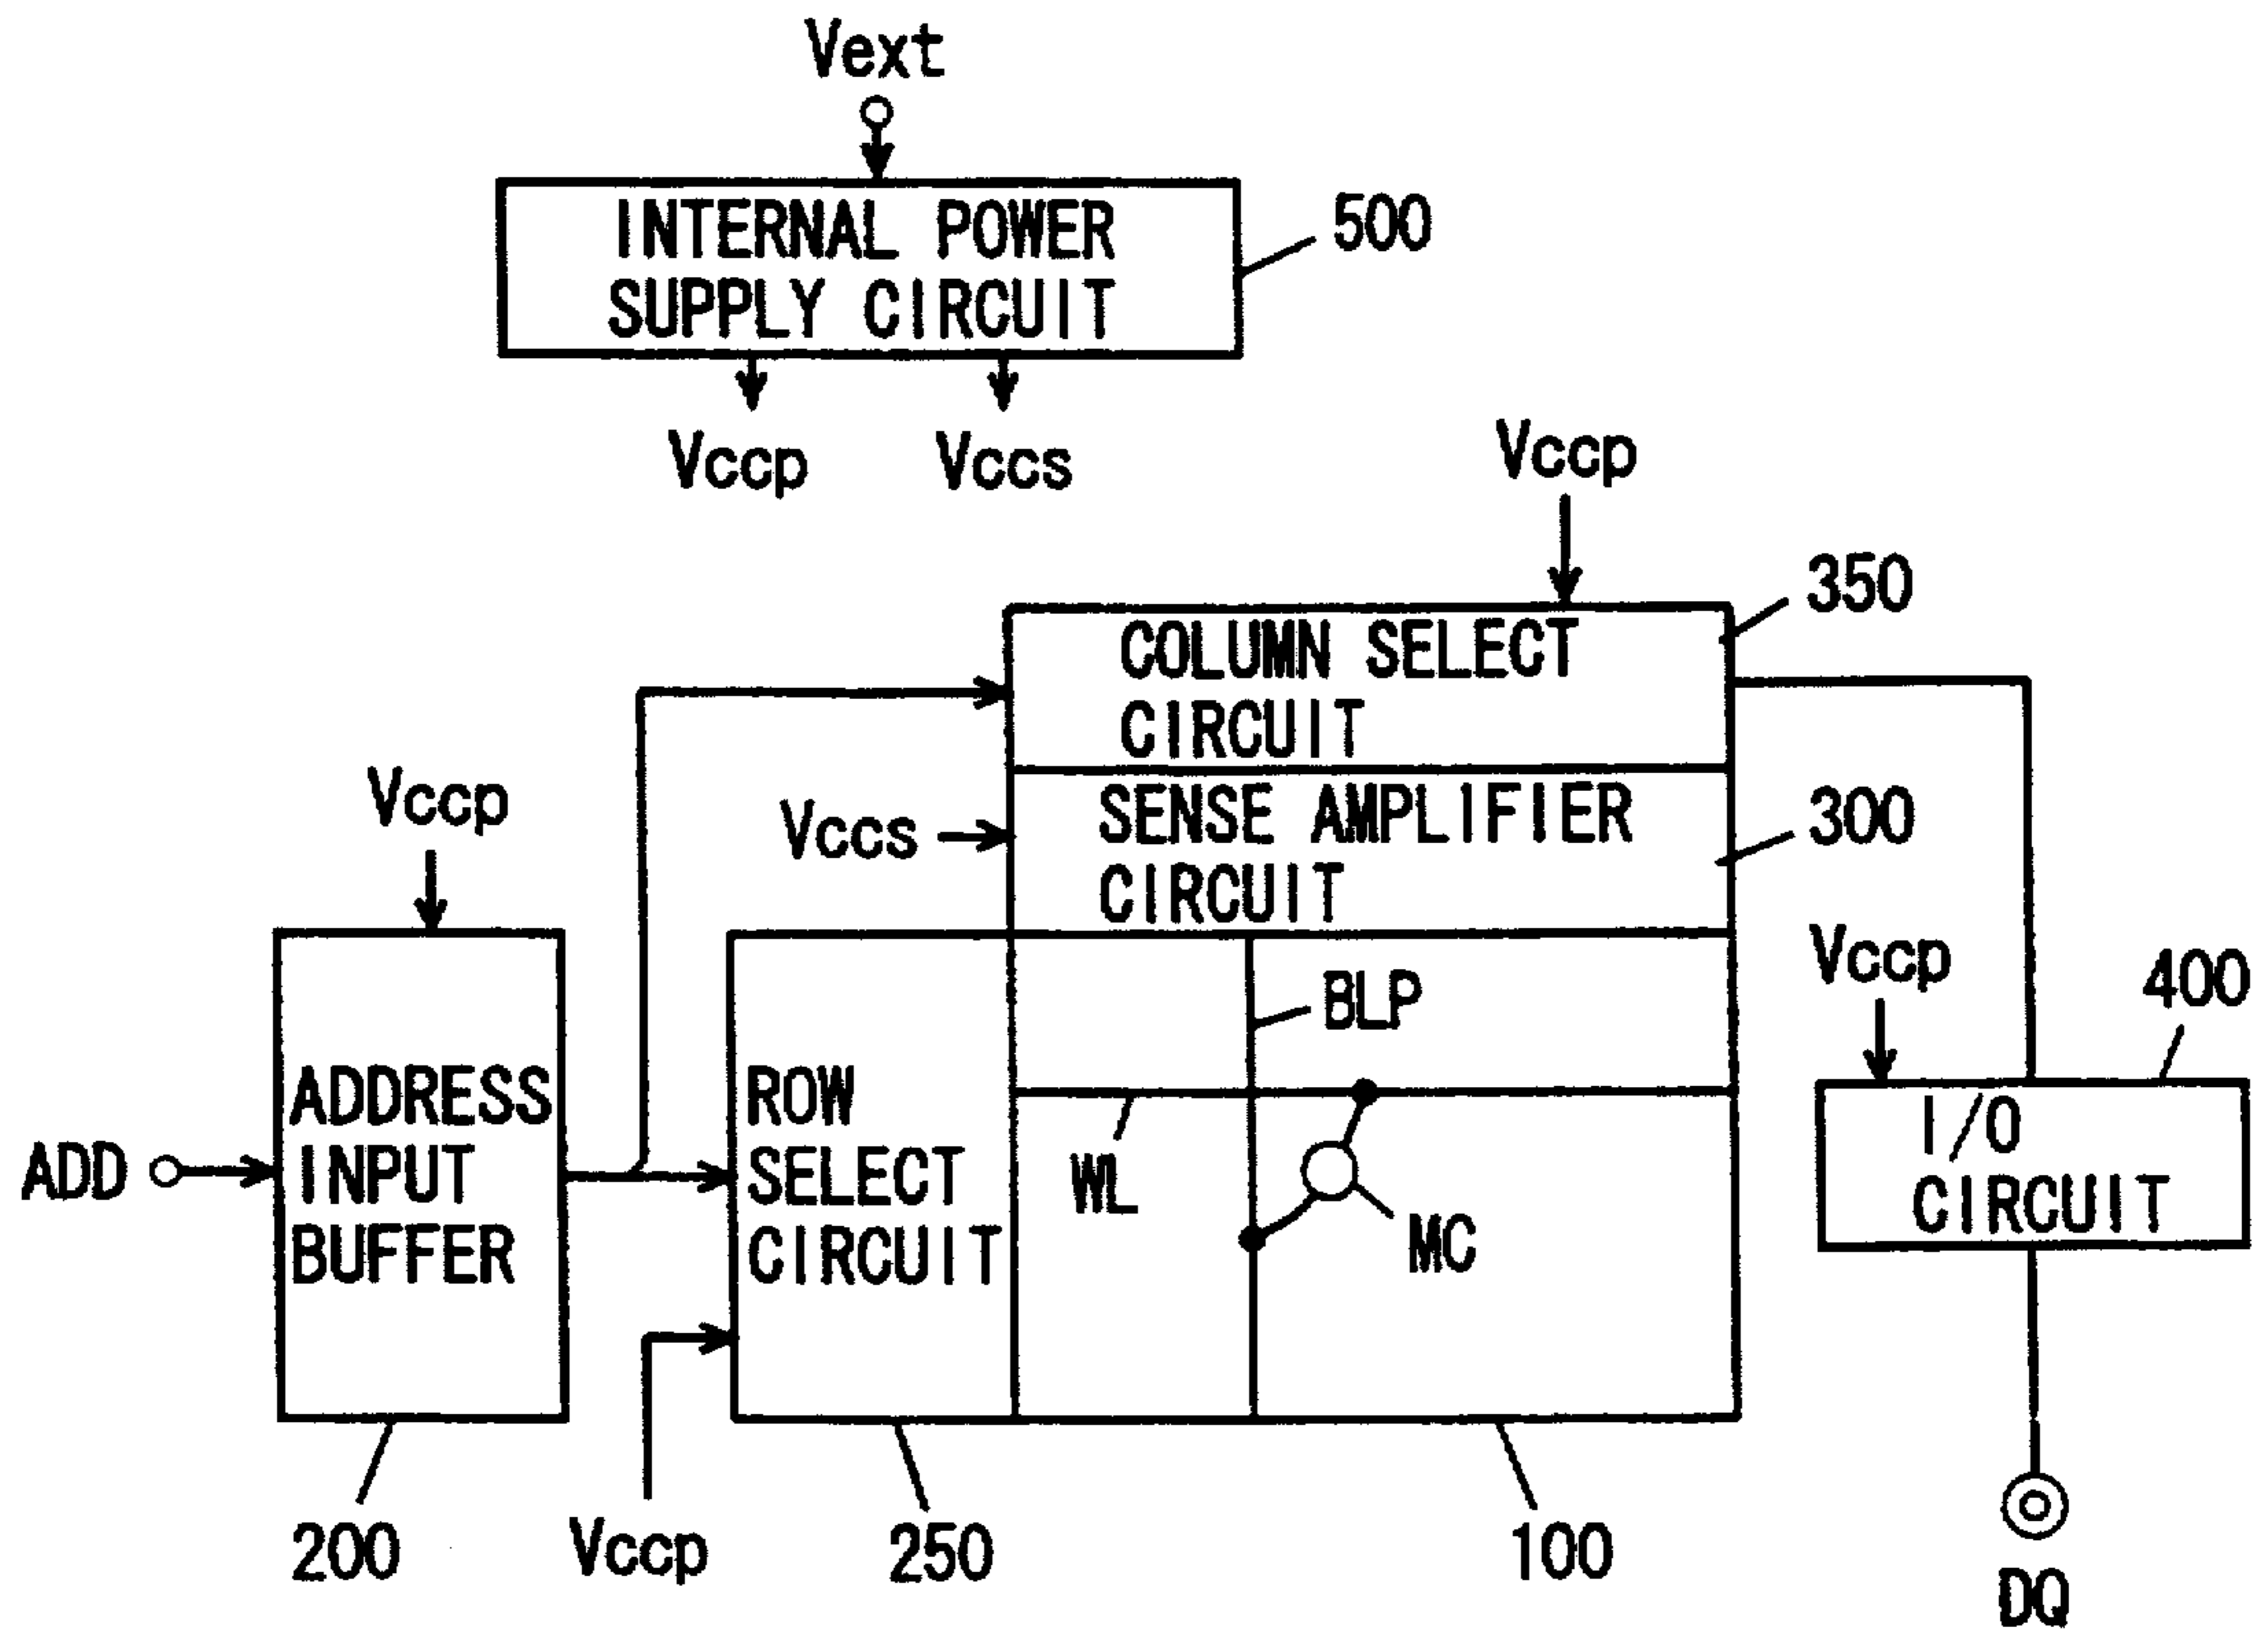 Vext
INTERNAL POWER
SUPPLY CIRCUIT
500
Vccp
Vccs
Vccp
350
COLUMN SELECT
CIRCUIT
Vccp
Vccs
SENSE AMPLIFIER
CIRCUIT
300
Vccp
400
BLP
ADD
ADDRESS
INPUT
BUFFER
ROW
SELECT
CIRCUIT
WL
MC
I/O
CIRCUIT
200
Vccp
250
100
DQ